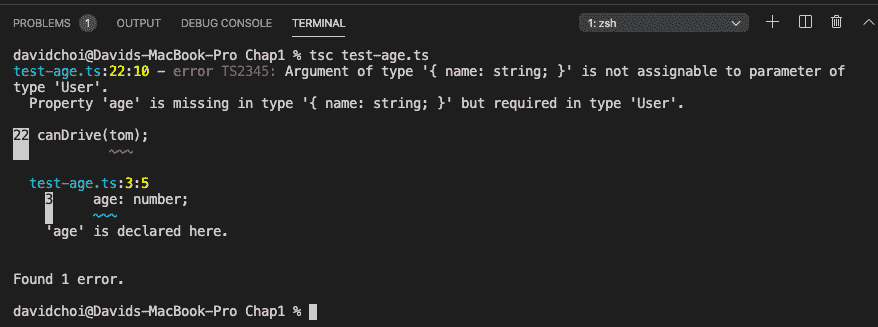 PROBLEMS 1 OUTPUT DEBUG CONSOLE TERMINAL 1: zsh
davidchoi@Davids-MacBook-Pro Chap1 % tsc test-age.ts
test-age.ts:22:10 - error TS2345: Argument of type '{ name: string; }' is not assignable to parameter of
type 'User'.
  Property 'age' is missing in type '{ name: string; }' but required in type 'User'.
22 canDrive(tom);
  test-age.ts:3:5
    3     age: number;
    'age' is declared here.
Found 1 error.
davidchoi@Davids-MacBook-Pro Chap1 %